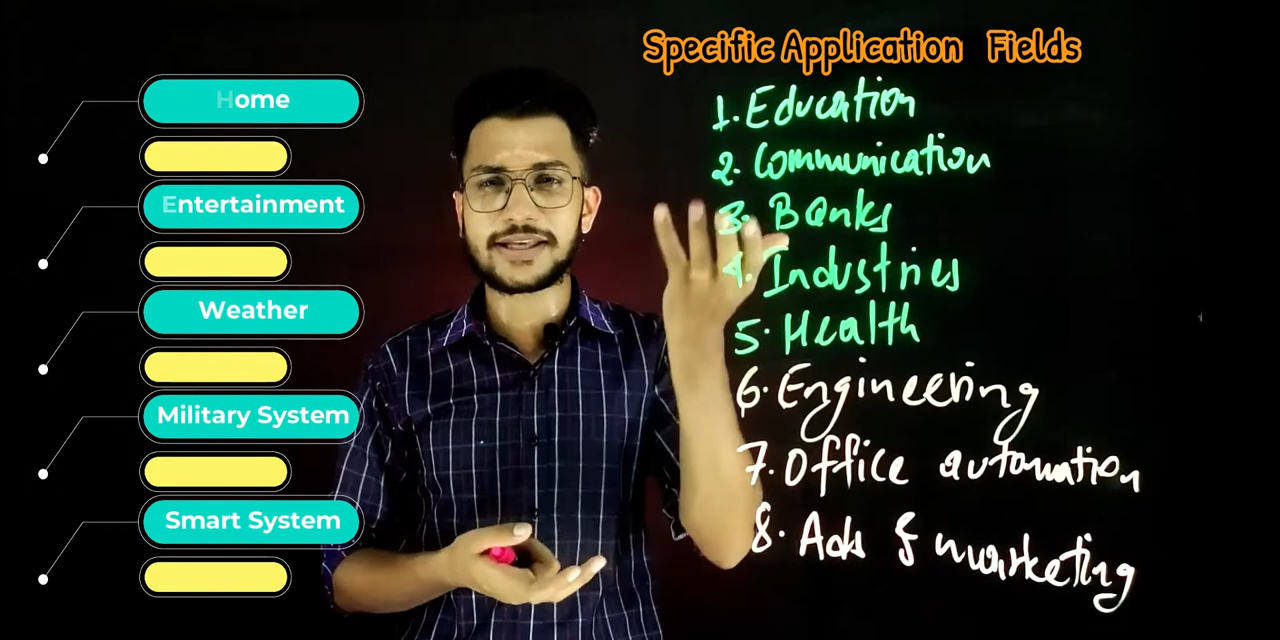 Specific Application Fields
1. Education
2. Communication
3. Banks
4. Industries
5. Health
6. Engineering
7. Office automation
8. Ads & marketing
Home
Entertainment
Weather
Military System
Smart System